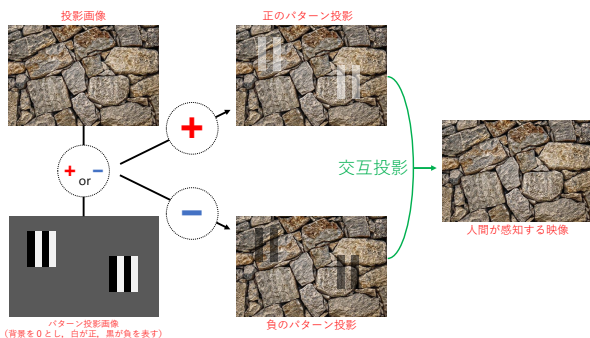 投影画像
正のパターン投影
+
+ −
or
−
交互投影
人間が感知する映像
パターン投影画像
(背景を０とし，白が正，黒が負を表す)
負のパターン投影